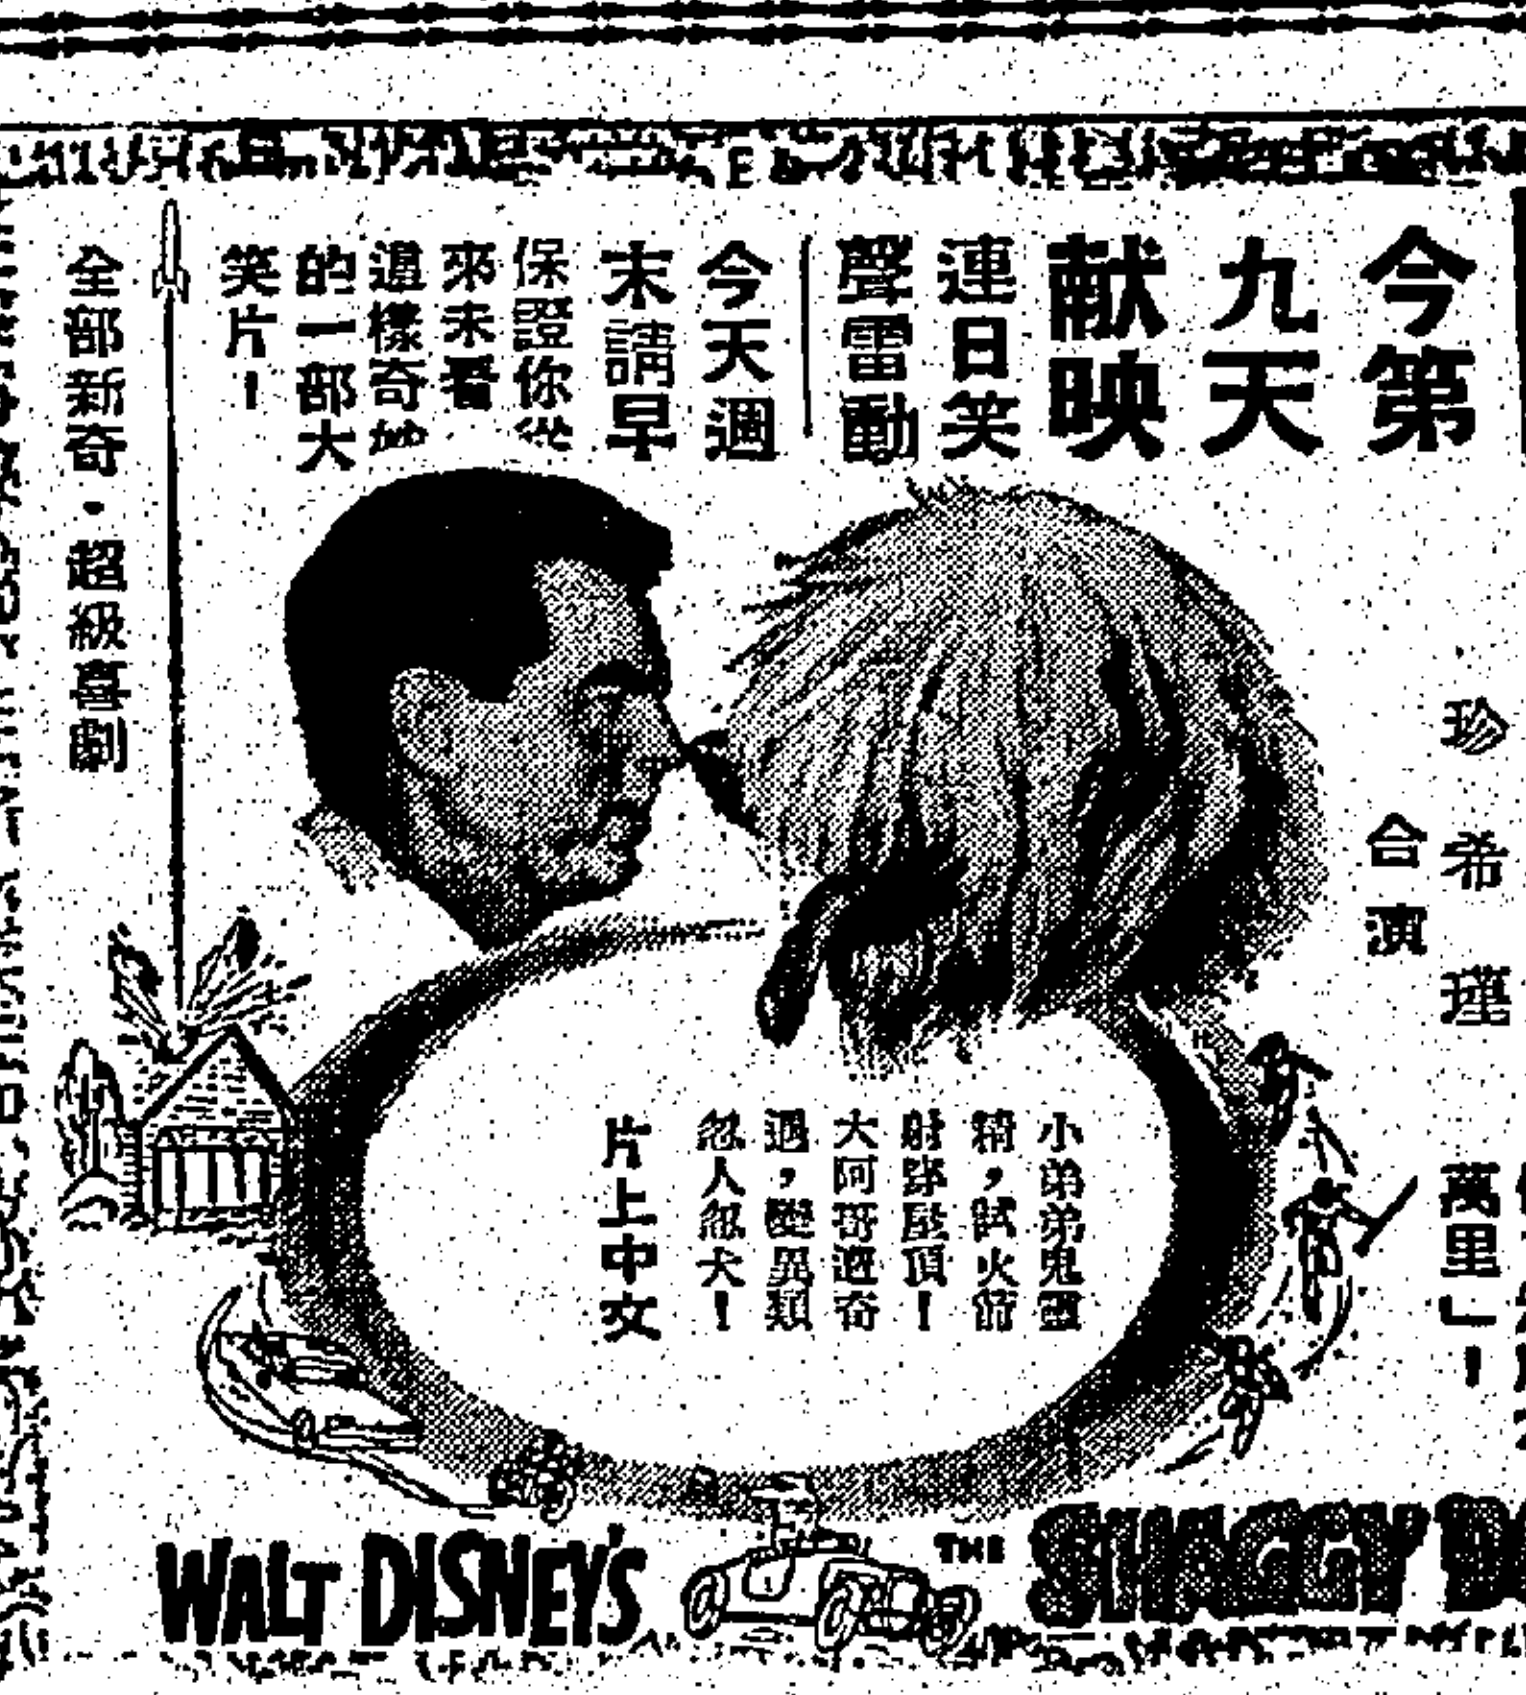 今第
九天
献映
連日笑
聲雷動
今天週
末請早
保證你從
來未看
過這樣奇妙
的一部大
笑片！
全部新奇·超級喜劇
珍希瑾
合演
萬里」！
小弟弟鬼靈
精，試火箭
射穿屋頂！
大阿哥遊奇
遇，變異類
忽人忽犬！
片上中文
WALT DISNEY'S
THE SHAGGY